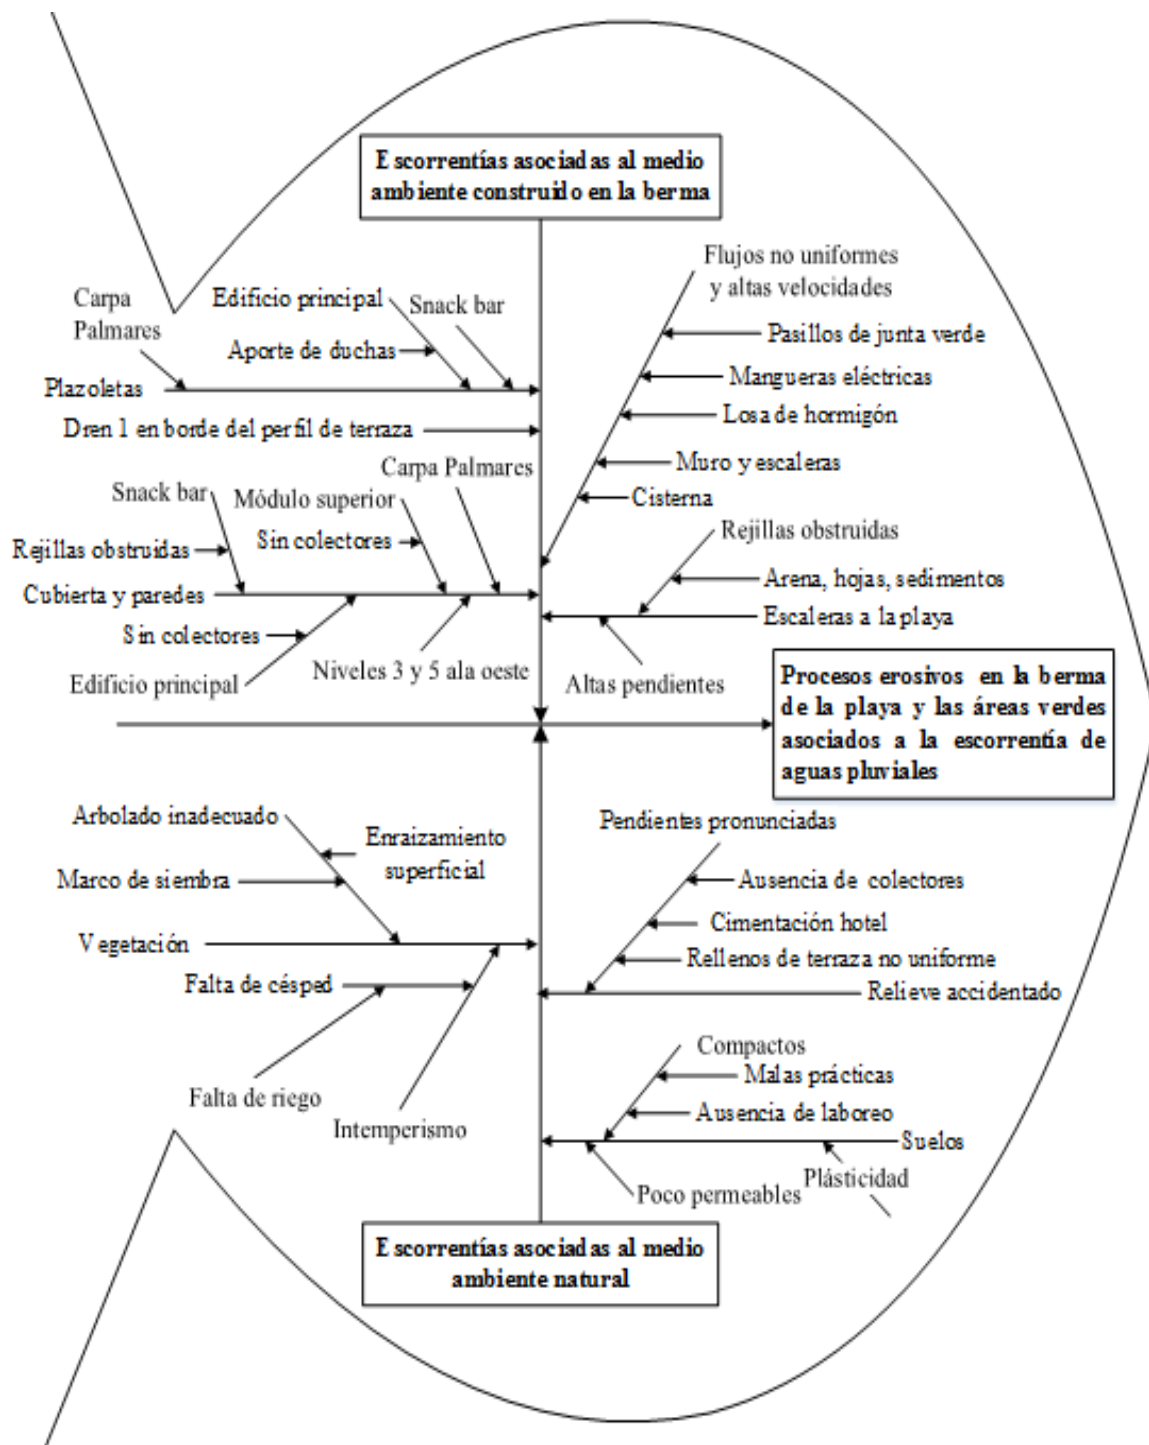 Escorrentías asociadas al medio
ambiente construido en la berma
Flujos no uniformes
y altas velocidades
Carpa
Palmares
Edificio principal
Snack bar
Pasillos de junta verde
Aporte de duchas
Mangueras eléctricas
Plazoletas
Losa de hormigón
Dren 1 en borde del perfil de terraza
Carpa Palmares
Muro y escaleras
Snack bar
Módulo superior
Cisterna
Rejillas obstruidas
Sin colectores
Rejillas obstruidas
Arena, hojas, sedimentos
Cubierta y paredes
Escaleras a la playa
Sin colectores
Niveles 3 y 5 ala oeste
Edificio principal
Altas pendientes
Procesos erosivos en la berma
de la playa y las áreas verdes
asociados a la escorrentía de
aguas pluviales
Arbolado inadecuado
Pendientes pronunciadas
Enraizamiento
superficial
Marco de siembra
Ausencia de colectores
Cimentación hotel
Vegetación
Rellenos de terraza no uniforme
Falta de césped
Relieve accidentado
Compactos
Malas prácticas
Falta de riego
Ausencia de laboreo
Intemperismo
Suelos
Plásticidad
Poco permeables
Escorrentías asociadas al medio
ambiente natural